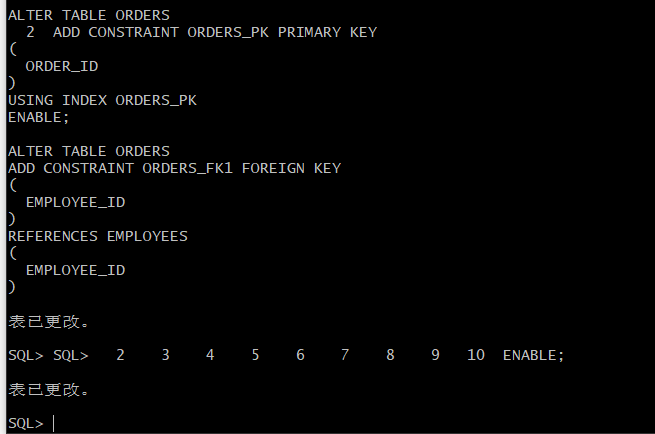 ALTER TABLE ORDERS
2 ADD CONSTRAINT ORDERS_PK PRIMARY KEY
(
ORDER_ID
)
USING INDEX ORDERS_PK
ENABLE;
ALTER TABLE ORDERS
ADD CONSTRAINT ORDERS_FK1 FOREIGN KEY
(
EMPLOYEE_ID
)
REFERENCES EMPLOYEES
(
EMPLOYEE_ID
)
表已更改。
SQL> SQL> 2 3 4 5 6 7 8 9 10 ENABLE;
表已更改。
SQL>